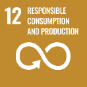 12 RESPONSIBLE
CONSUMPTION
AND PRODUCTION